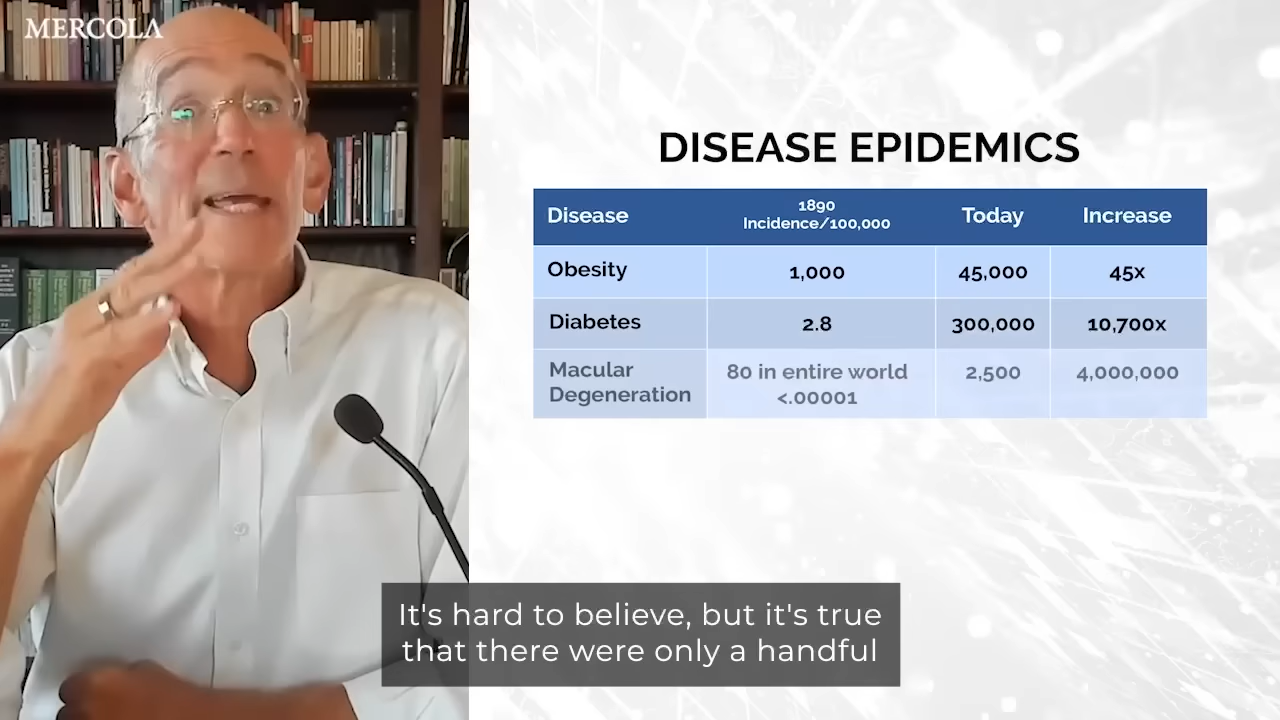 MERCOLA
DISEASE EPIDEMICS
Disease
1890
Incidence/100,000
Today
Increase
Obesity
1,000
45,000
45x
Diabetes
2.8
300,000
10,700x
Macular
Degeneration
80 in entire world
<.00001
2,500
4,000,000
It's hard to believe, but it's true
that there were only a handful